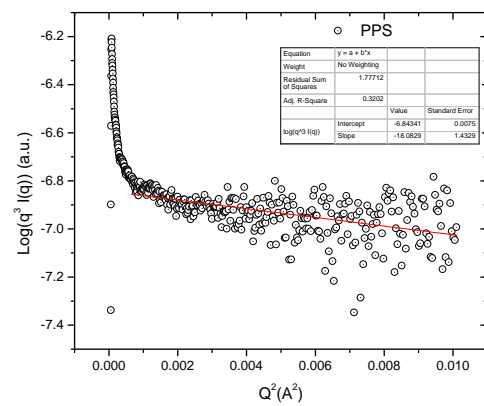 PPS
Equation y = a + b*x
Weight No Weighting
Residual Sum of Squares 1.77712
Adj. R-Square 0.3202
Value Standard Error
log(q^3 I(q)) Intercept -6.84341 0.0075
Slope -18.0829 1.4329
Log(q³ I(q)) (a.u.)
-6.2
-6.4
-6.6
-6.8
-7.0
-7.2
-7.4
0.000 0.002 0.004 0.006 0.008 0.010
Q²(A²)